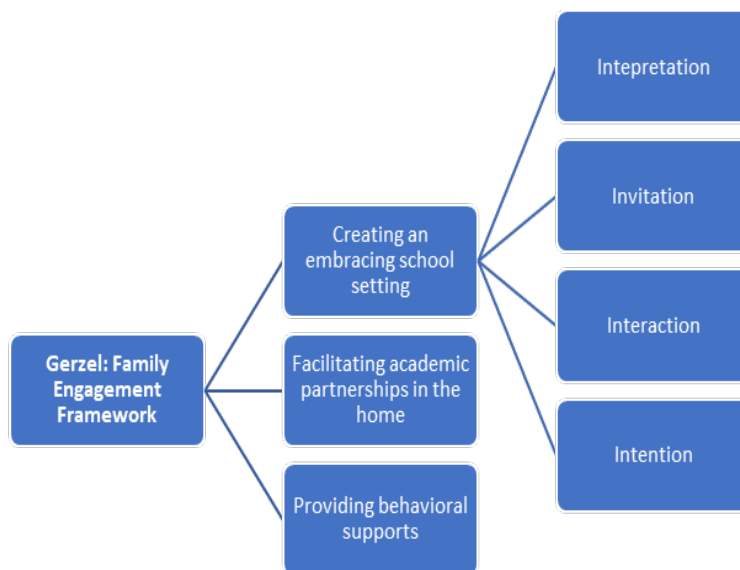 Gerzel: Family
Engagement
Framework
Creating an
embracing school
setting
Facilitating academic
partnerships in the
home
Providing behavioral
supports
Intepretation
Invitation
Interaction
Intention